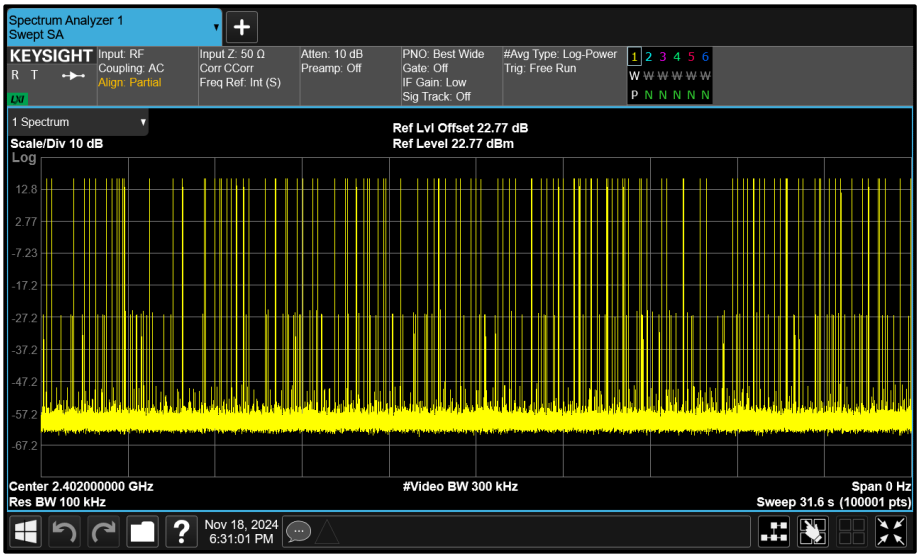 Spectrum Analyzer 1
Swept SA
+
KEYSIGHT
R T
LXI
Input: RF
Coupling: AC
Align: Partial
Input Z: 50 Ω
Corr CCorr
Freq Ref: Int (S)
Atten: 10 dB
Preamp: Off
PNO: Best Wide
Gate: Off
IF Gain: Low
Sig Track: Off
#Avg Type: Log-Power
Trig: Free Run
1 2 3 4 5 6
W W W W W W
P N N N N N
1 Spectrum
Scale/Div 10 dB
Ref Lvl Offset 22.77 dB
Ref Level 22.77 dBm
Log
12.8
2.77
-7.23
-17.2
-27.2
-37.2
-47.2
-57.2
-67.2
Center 2.402000000 GHz
#Video BW 300 kHz
Span 0 Hz
Res BW 100 kHz
Sweep 31.6 s (100001 pts)
?
Nov 18, 2024
6:31:01 PM